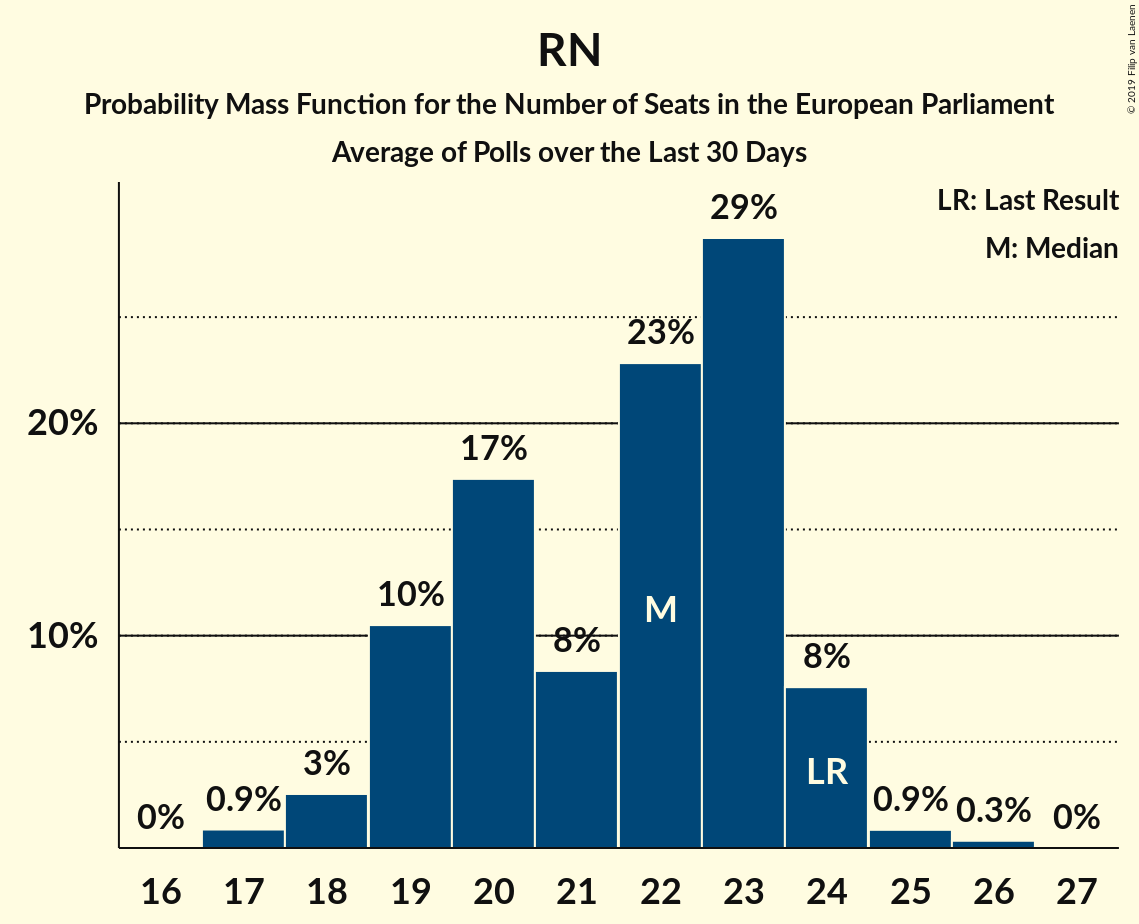 RN
Probability Mass Function for the Number of Seats in the European Parliament
Average of Polls over the Last 30 Days
© 2019 Filip van Laenen
LR: Last Result
M: Median
29%
23%
20%
17%
10%
10%
8%
8%
M
3%
LR
0%
0.9%
0.9%
0.3%
0%
16 17 18 19 20 21 22 23 24 25 26 27